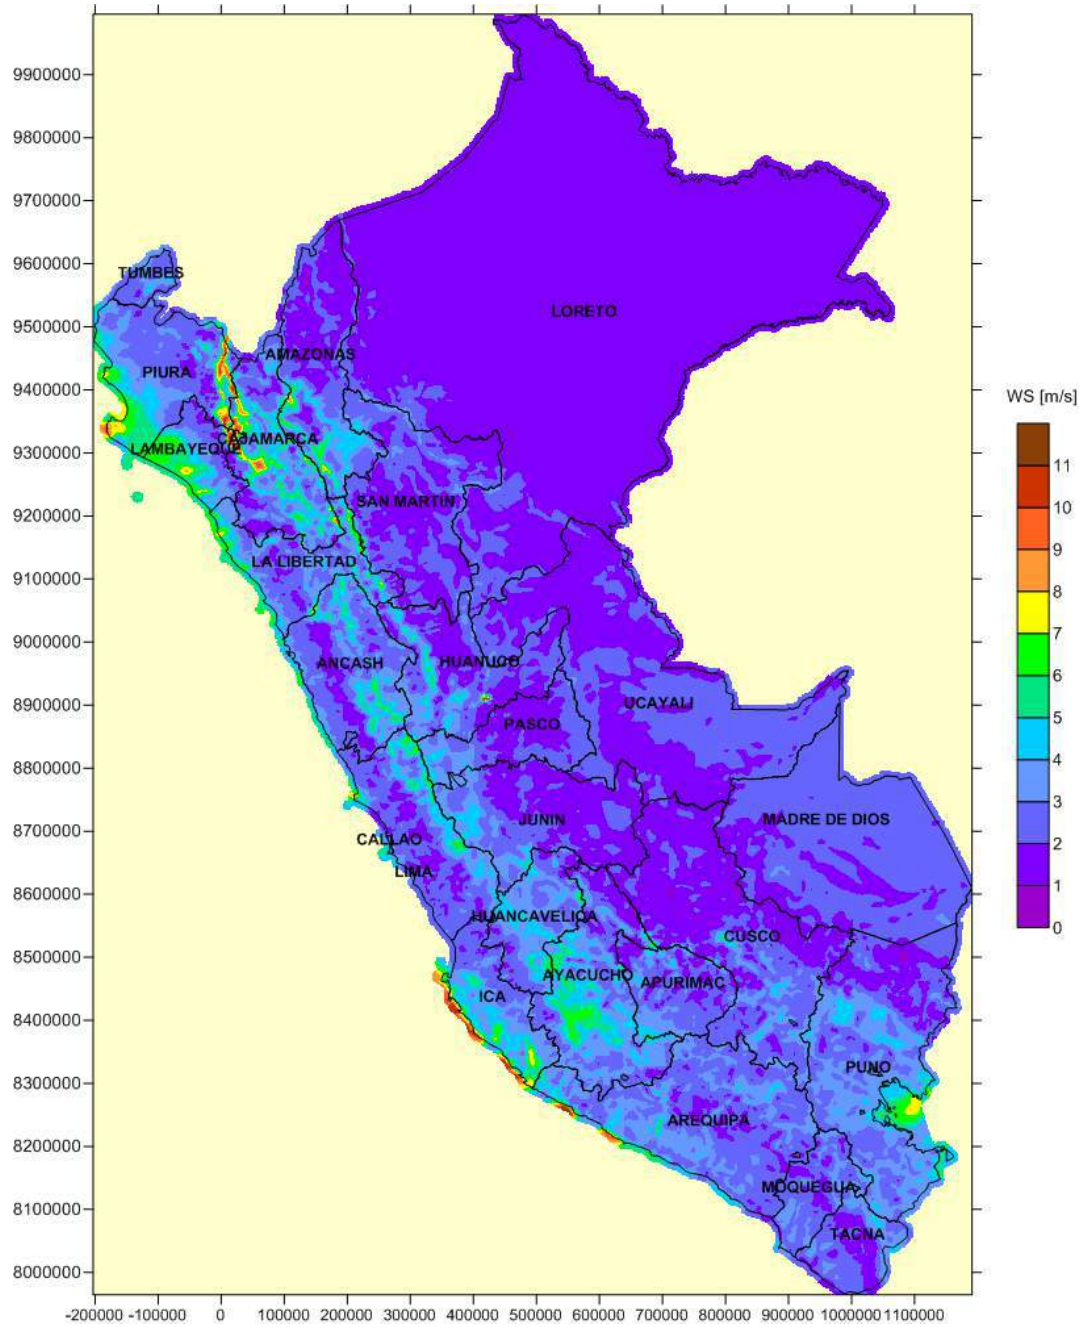 9900000
9800000
9700000
9600000
9500000
9400000
9300000
9200000
9100000
9000000
8900000
8800000
8700000
8600000
8500000
8400000
8300000
8200000
8100000
8000000
TUMBES
LORETO
AMAZONAS
PIURA
CAJAMARCA
LAMBAYEQUE
SAN MARTIN
LA LIBERTAD
ANCASH
HUANUCO
UCAYALI
PASCO
MADRE DE DIOS
JUNIN
CALLAO
LIMA
HUANCAVELICA
CUSCO
AYACUCHO
APURIMAC
ICA
PUNO
AREQUIPA
MOQUEGUA
TACNA
-200000 -100000 0 100000 200000 300000 400000 500000 600000 700000 800000 900000 1000000 1100000
WS [m/s]
11
10
9
8
7
6
5
4
3
2
1
0